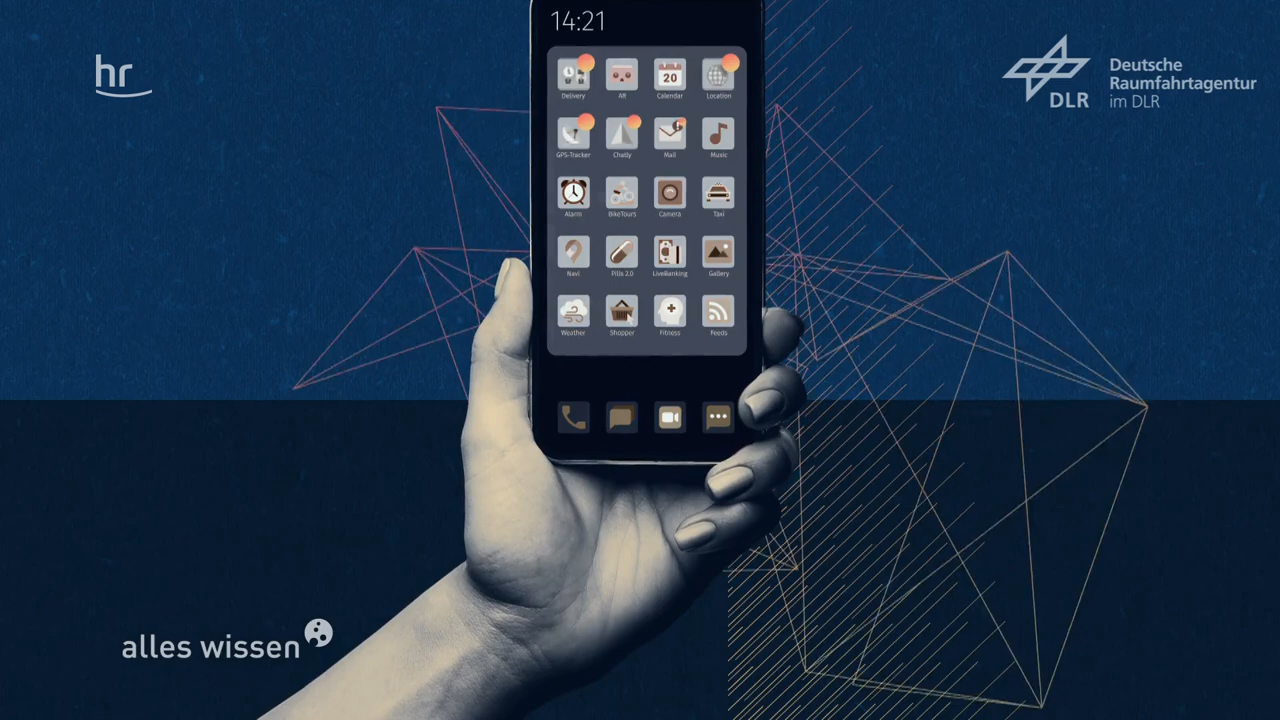 14:21
hr
Deutsche
Raumfahrtagentur
im DLR
DLR
20
Delivery
AR
Calendar
Location
GPS-Tracker
Chatly
Mail
Music
Alarm
BikeTours
Camera
Taxi
Navi
Pills 2.0
LiveBanking
Gallery
Weather
Shopper
Fitness
Feeds
alles wissen